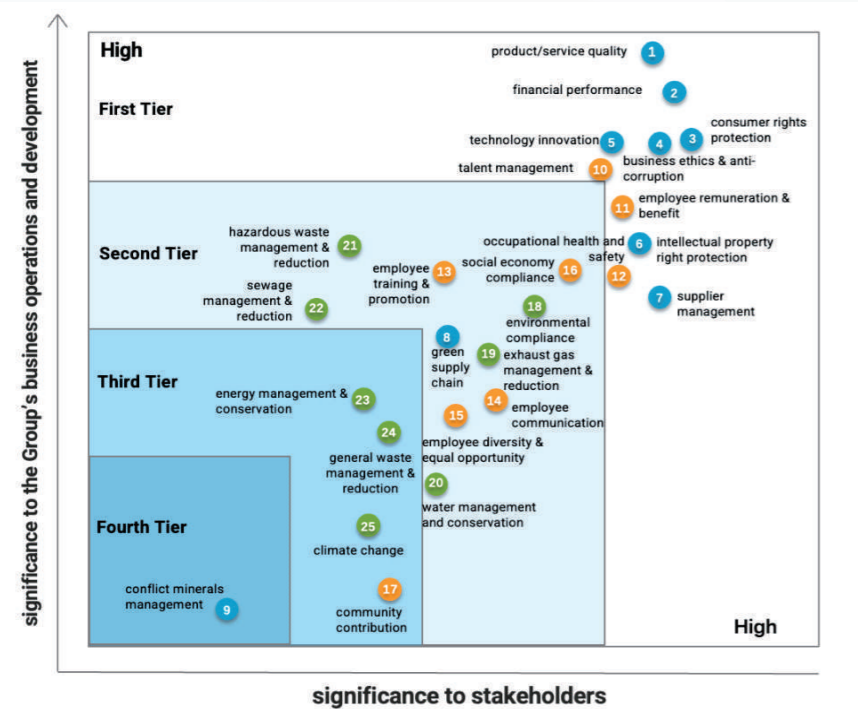 significance to the Group's business operations and development
High
First Tier
product/service quality
1
financial performance
2
technology innovation
5
4
3
consumer rights
protection
talent management
10
business ethics & anti-
corruption
11
employee remuneration &
benefit
Second Tier
hazardous waste
management &
reduction
21
occupational health and
safety
6
intellectual property
right protection
employee
training &
promotion
13
social economy
compliance
16
12
sewage
management &
reduction
22
18
environmental
compliance
7
supplier
management
8
green
supply
chain
19
exhaust gas
management &
reduction
Third Tier
energy management &
conservation
23
14
employee
communication
15
employee diversity &
equal opportunity
24
general waste
management &
reduction
20
water management
and conservation
Fourth Tier
25
climate change
conflict minerals
management
9
17
community
contribution
High
significance to stakeholders